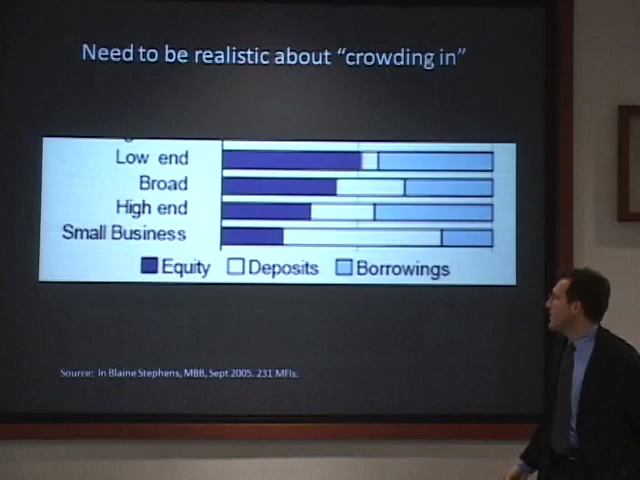 Need to be realistic about “crowding in”
Low end
Broad
High end
Small Business
Equity Deposits Borrowings
Source: In Blaine Stephens, MBB, Sept 2005. 231 MFIs.